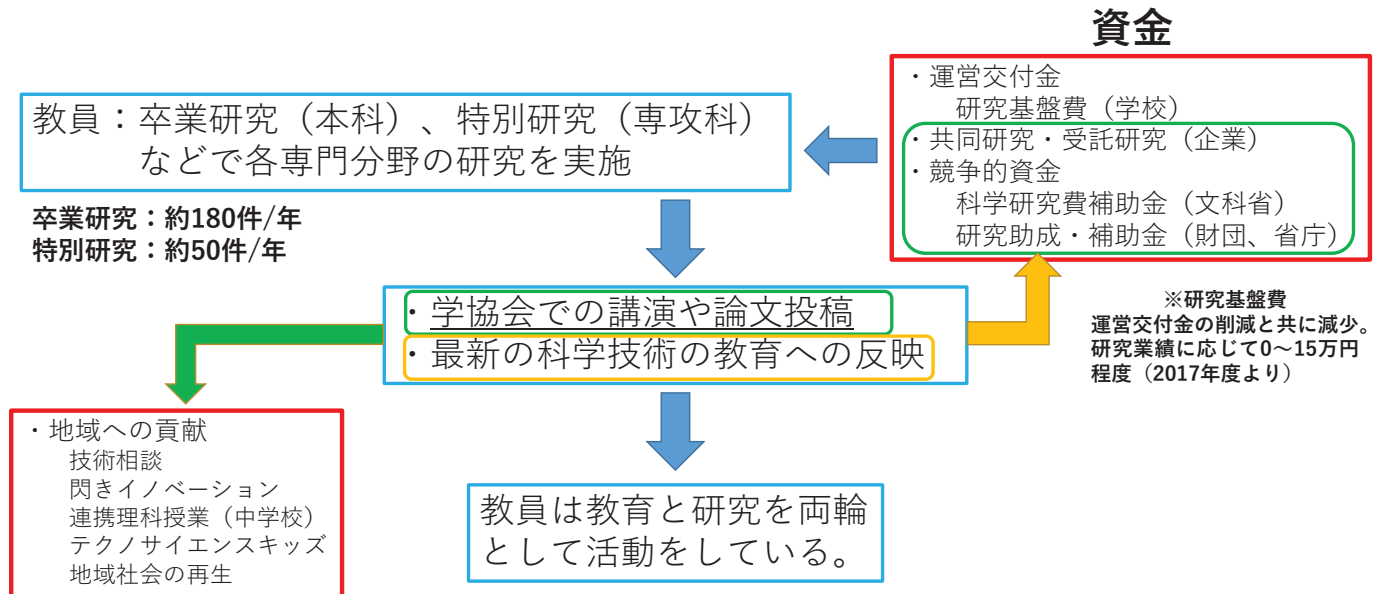 資金
・運営交付金
研究基盤費（学校）
・共同研究・受託研究（企業）
・競争的資金
科学研究費補助金（文科省）
研究助成・補助金（財団、省庁）
教員：卒業研究（本科）、特別研究（専攻科）
などで各専門分野の研究を実施
卒業研究：約180件/年
特別研究：約50件/年
※研究基盤費
運営交付金の削減と共に減少。
研究業績に応じて0～15万円
程度（2017年度より）
・学協会での講演や論文投稿
・最新の科学技術の教育への反映
・地域への貢献
技術相談
閃きイノベーション
連携理科授業（中学校）
テクノサイエンスキッズ
地域社会の再生
教員は教育と研究を両輪
として活動をしている。